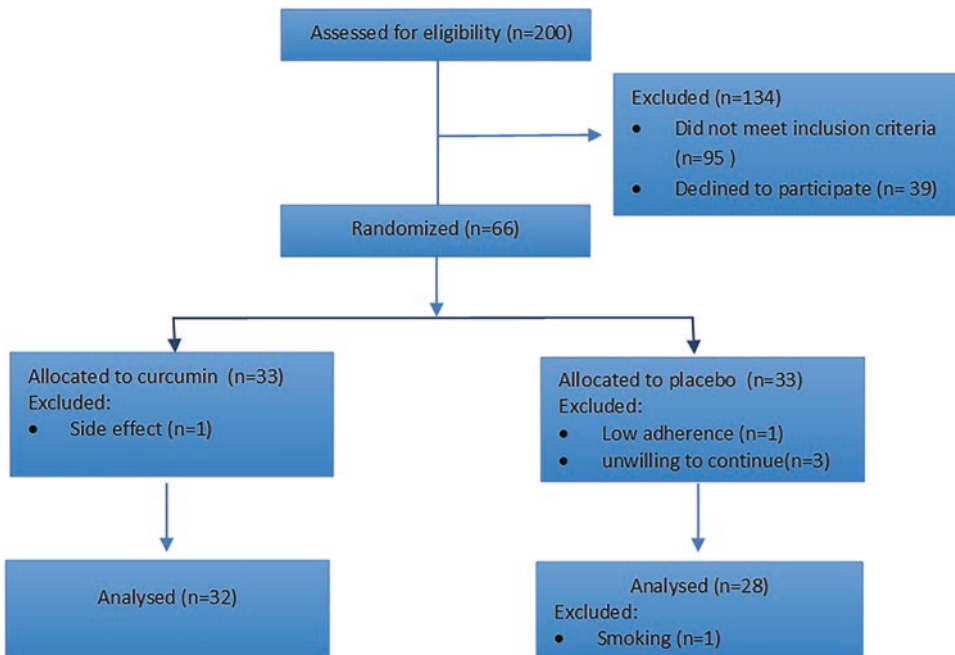 Assessed for eligibility (n=200)
Excluded (n=134)
• Did not meet inclusion criteria
(n=95 )
• Declined to participate (n= 39)
Randomized (n=66)
Allocated to curcumin (n=33)
Excluded:
• Side effect (n=1)
Allocated to placebo (n=33)
Excluded:
• Low adherence (n=1)
• unwilling to continue(n=3)
Analysed (n=32)
Analysed (n=28)
Excluded:
• Smoking (n=1)